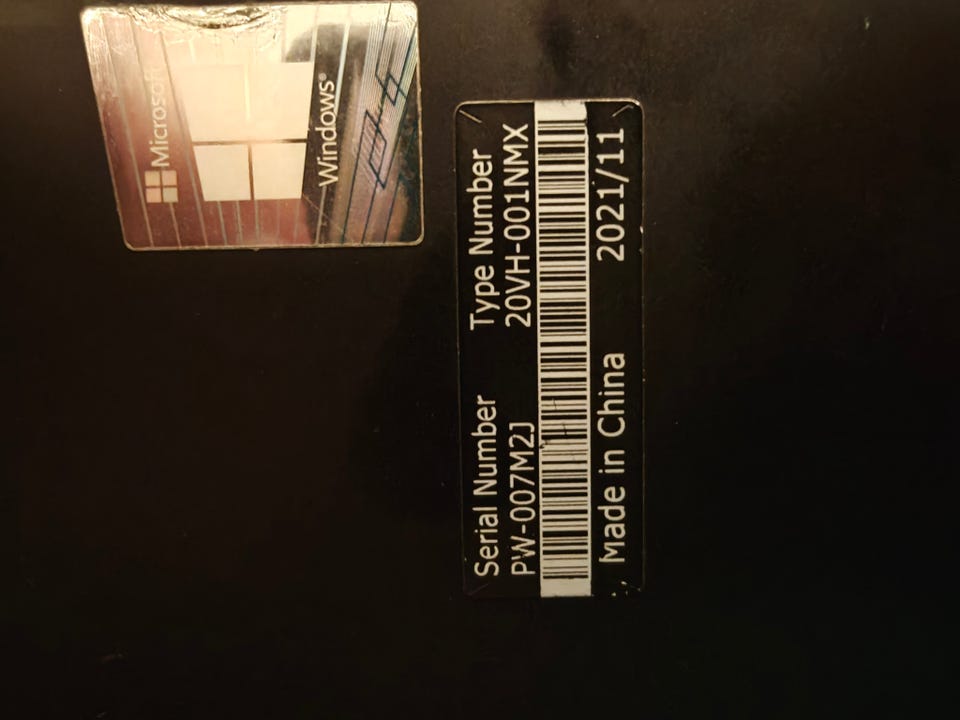 Microsoft
Windows®
Serial Number Type Number
PW-007M2J 20VH-001NMX
Made in China 2021/11